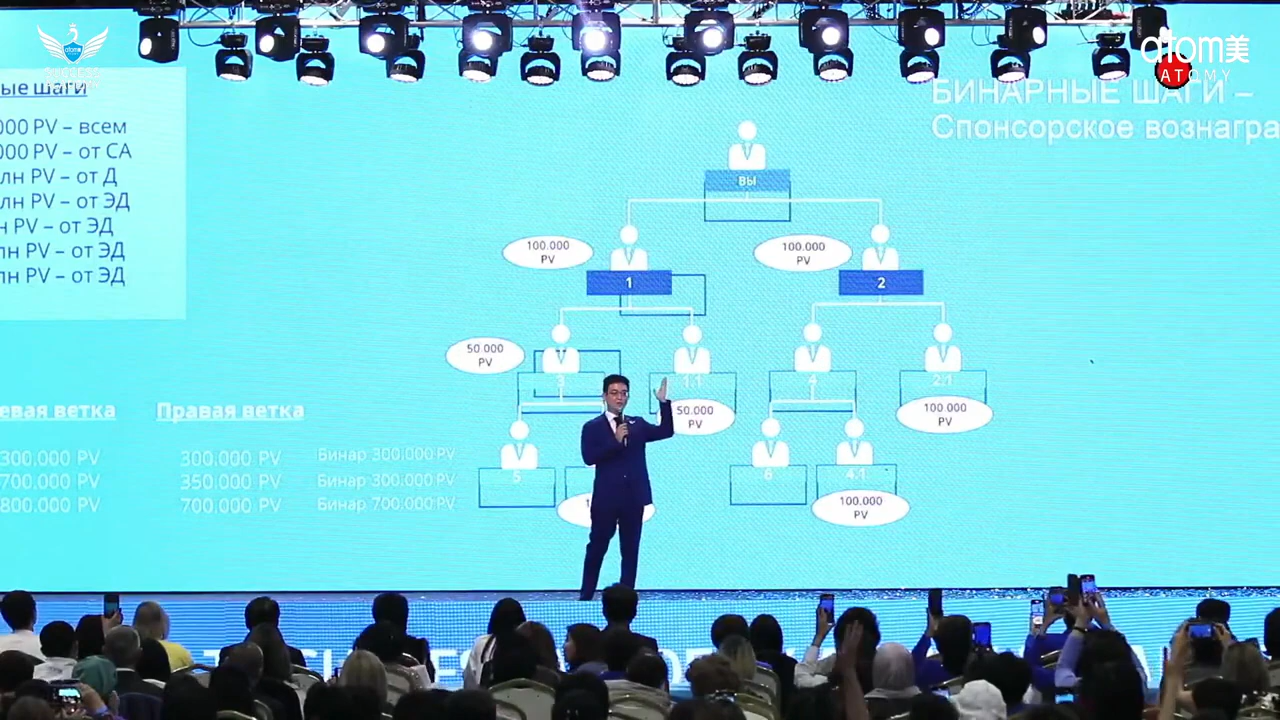 atom美
ATOMY
БИНАРНЫЕ ШАГИ –
Спонсорское вознагра
ые шаги
000 PV – всем
000 PV – от СА
лн PV – от Д
лн PV – от ЭД
н PV – от ЭД
лн PV – от ЭД
лн PV – от ЭД
ВЫ
100.000
PV
100.000
PV
1
2
50 000
PV
3
1.1
4
2.1
50.000
PV
100.000
PV
5
6
4.1
100.000
PV
евая ветка
Правая ветка
300.000 PV
300.000 PV
Бинар 300.000 PV
700.000 PV
350.000 PV
Бинар 300.000 PV
800.000 PV
700.000 PV
Бинар 700.000 PV